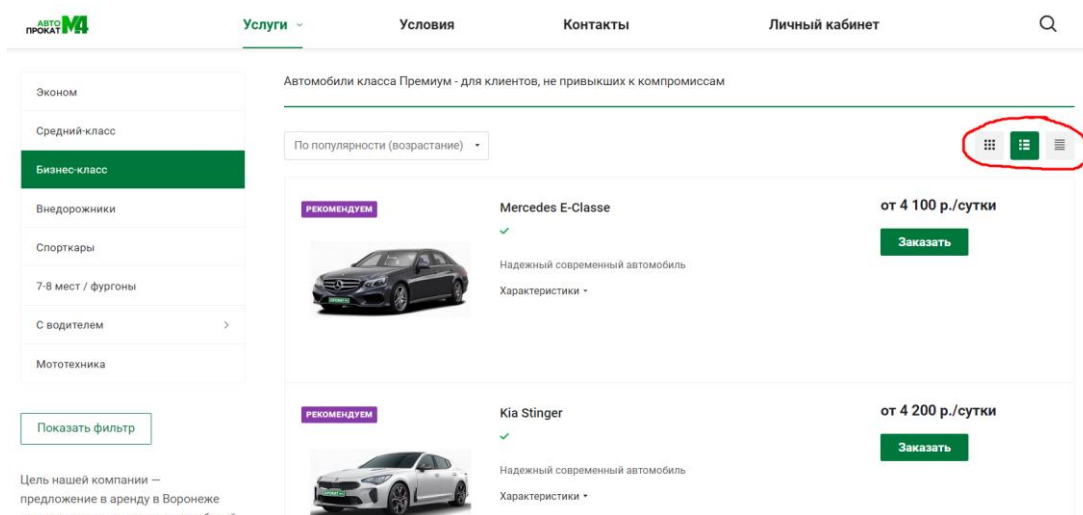 АВТО
ПРОКАТ М4
Услуги
Условия
Контакты
Личный кабинет
Эконом
Средний-класс
Бизнес-класс
Внедорожники
Спорткары
7-8 мест / фургоны
С водителем
Мототехника
Показать фильтр
Цель нашей компании —
предложение в аренду в Воронеже
Автомобили класса Премиум - для клиентов, не привыкших к компромиссам
По популярности (возрастание)
РЕКОМЕНДУЕМ
Mercedes E-Classe
Надежный современный автомобиль
Характеристики
от 4 100 р./сутки
Заказать
РЕКОМЕНДУЕМ
Kia Stinger
Надежный современный автомобиль
Характеристики
от 4 200 р./сутки
Заказать